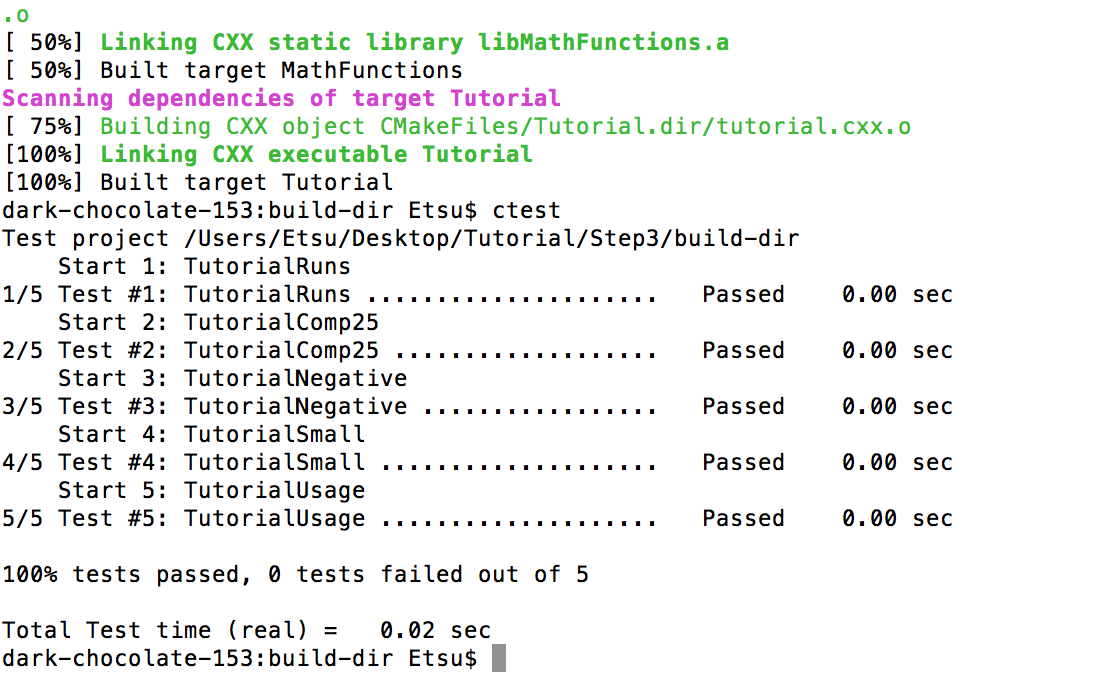 .o
[ 50%] Linking CXX static library libMathFunctions.a
[ 50%] Built target MathFunctions
Scanning dependencies of target Tutorial
[ 75%] Building CXX object CMakeFiles/Tutorial.dir/tutorial.cxx.o
[100%] Linking CXX executable Tutorial
[100%] Built target Tutorial
dark-chocolate-153:build-dir Etsu$ ctest
Test project /Users/Etsu/Desktop/Tutorial/Step3/build-dir
    Start 1: TutorialRuns
1/5 Test #1: TutorialRuns .....................   Passed    0.00 sec
    Start 2: TutorialComp25
2/5 Test #2: TutorialComp25 ...................   Passed    0.00 sec
    Start 3: TutorialNegative
3/5 Test #3: TutorialNegative .................   Passed    0.00 sec
    Start 4: TutorialSmall
4/5 Test #4: TutorialSmall ....................   Passed    0.00 sec
    Start 5: TutorialUsage
5/5 Test #5: TutorialUsage ....................   Passed    0.00 sec

100% tests passed, 0 tests failed out of 5

Total Test time (real) =   0.02 sec
dark-chocolate-153:build-dir Etsu$